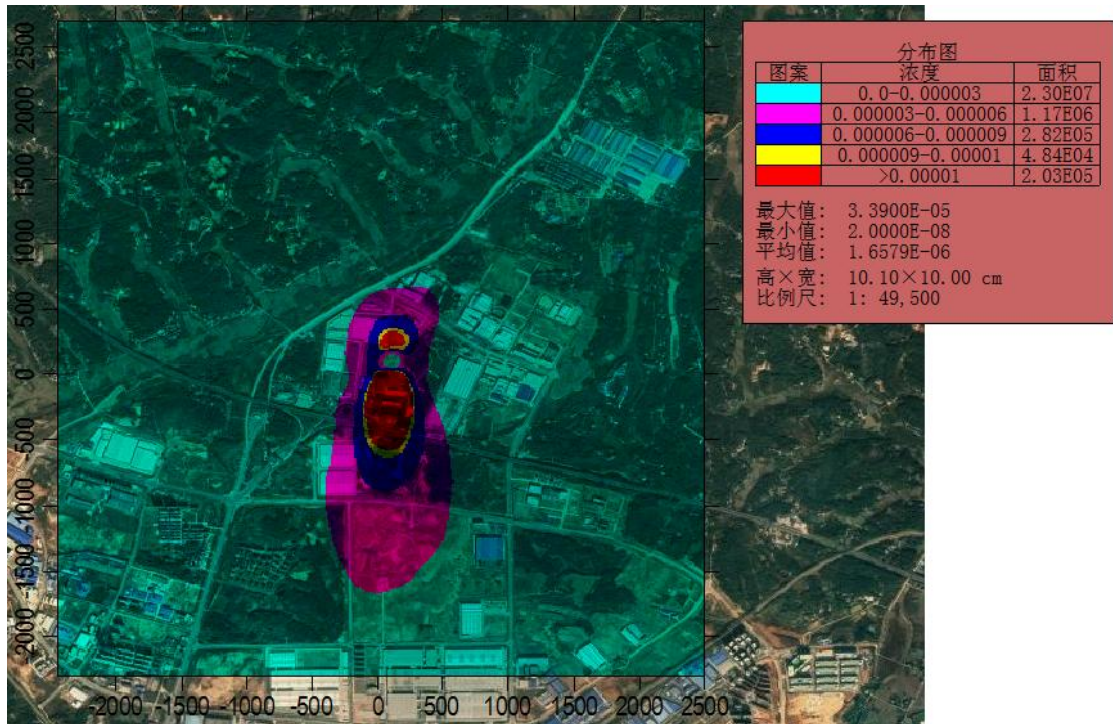 分布图
图案 浓度 面积
0.0-0.000003 2.30E07
0.000003-0.000006 1.17E06
0.000006-0.000009 2.82E05
0.000009-0.00001 4.84E04
>0.00001 2.03E05
最大值: 3.3900E-05
最小值: 2.0000E-08
平均值: 1.6579E-06
高×宽: 10.10×10.00 cm
比例尺: 1: 49,500
2500
2000
1500
1000
500
0
-500
-1000
-1500
-2000
-2000 -1500 -1000 -500 0 500 1000 1500 2000 2500